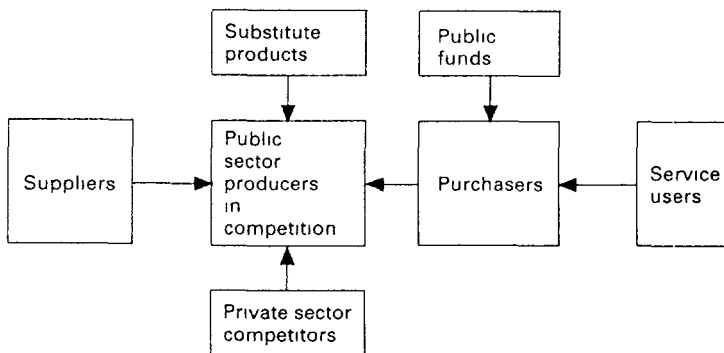 Substitute
products
Public
funds
Suppliers
Public
sector
producers
in
competition
Purchasers
Service
users
Private sector
competitors